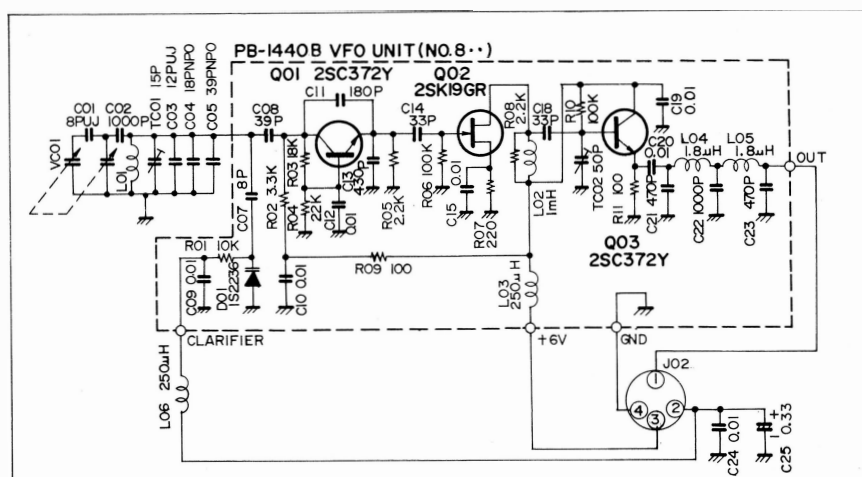 PB-1440B VFO UNIT (NO.8··)
Q01 2SC372Y
Q02
2SK19GR
C11 180P
C01
8PUJ
C02
1000P
TC01 15P
C03 12PUJ
C04 18PNPO
C05 39PNPO
C08
39P
C14
33P
R08
2.2K
C18
33P
R10
100K
C19
0.01
VC01
L01
C07 8P
R02 3.3K
R03 18K
R04
22K
C12
0.01
C13
430P
R05
2.2K
R06 100K
C15 0.01
R07
220
L02
1mH
TC02 50P
R11 100
C20
0.01
C21 470P
L04
1.8μH
C22 1000P
L05
1.8μH
C23 470P
OUT
Q03
2SC372Y
R01 10K
C09 0.01
D01
1S2236
C10 0.01
R09 100
L03
250μH
CLARIFIER
+6V
GND
L06 250μH
J02
1
4
2
3
C24
0.01
+
C25 0.33